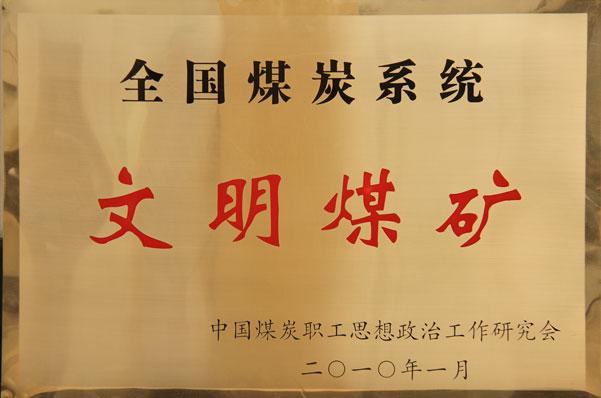 全国煤炭系统
文明煤矿
中国煤炭职工思想政治工作研究会
二〇一〇年一月